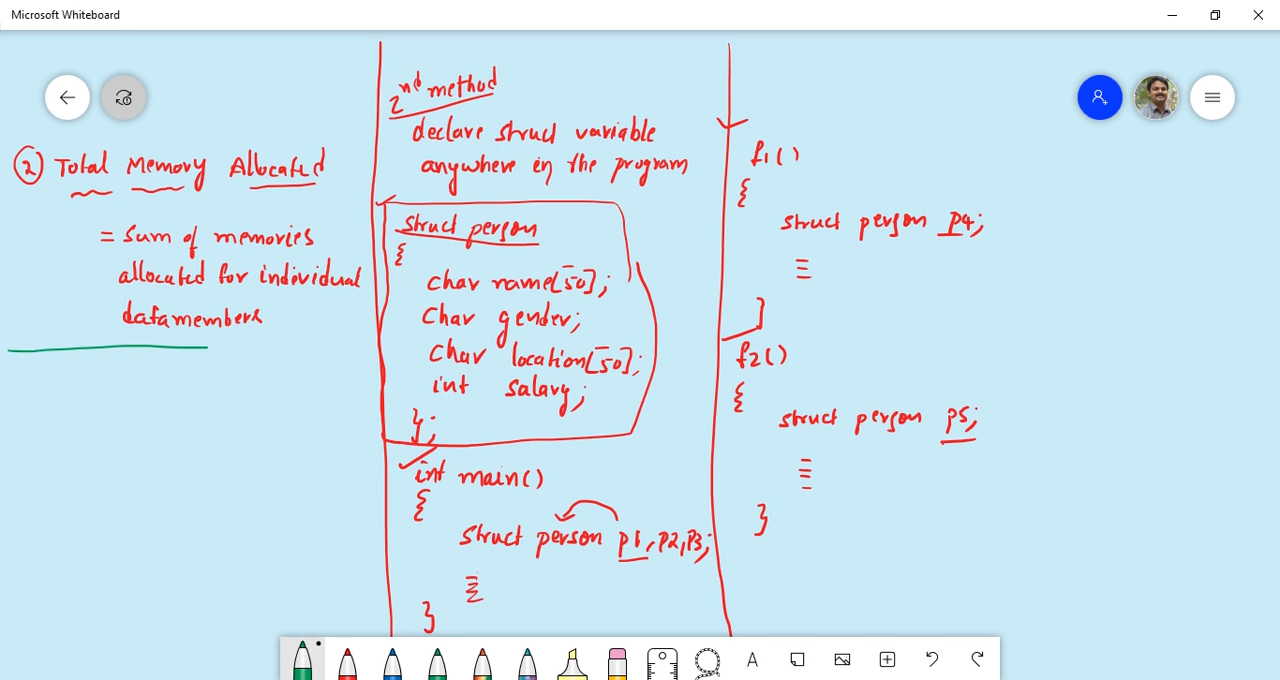 Microsoft Whiteboard
② Total Memory Allocated
= Sum of memories
allocated for individual
datamembers
2nd method
declare struct variable
anywhere in the program
struct person
{
char name[50];
char gender;
char location[50];
int salary;
};
int main()
{
struct person p1, p2, p3;
}
f1()
{
struct person p4;
}
f2()
{
struct person p5;
}
A